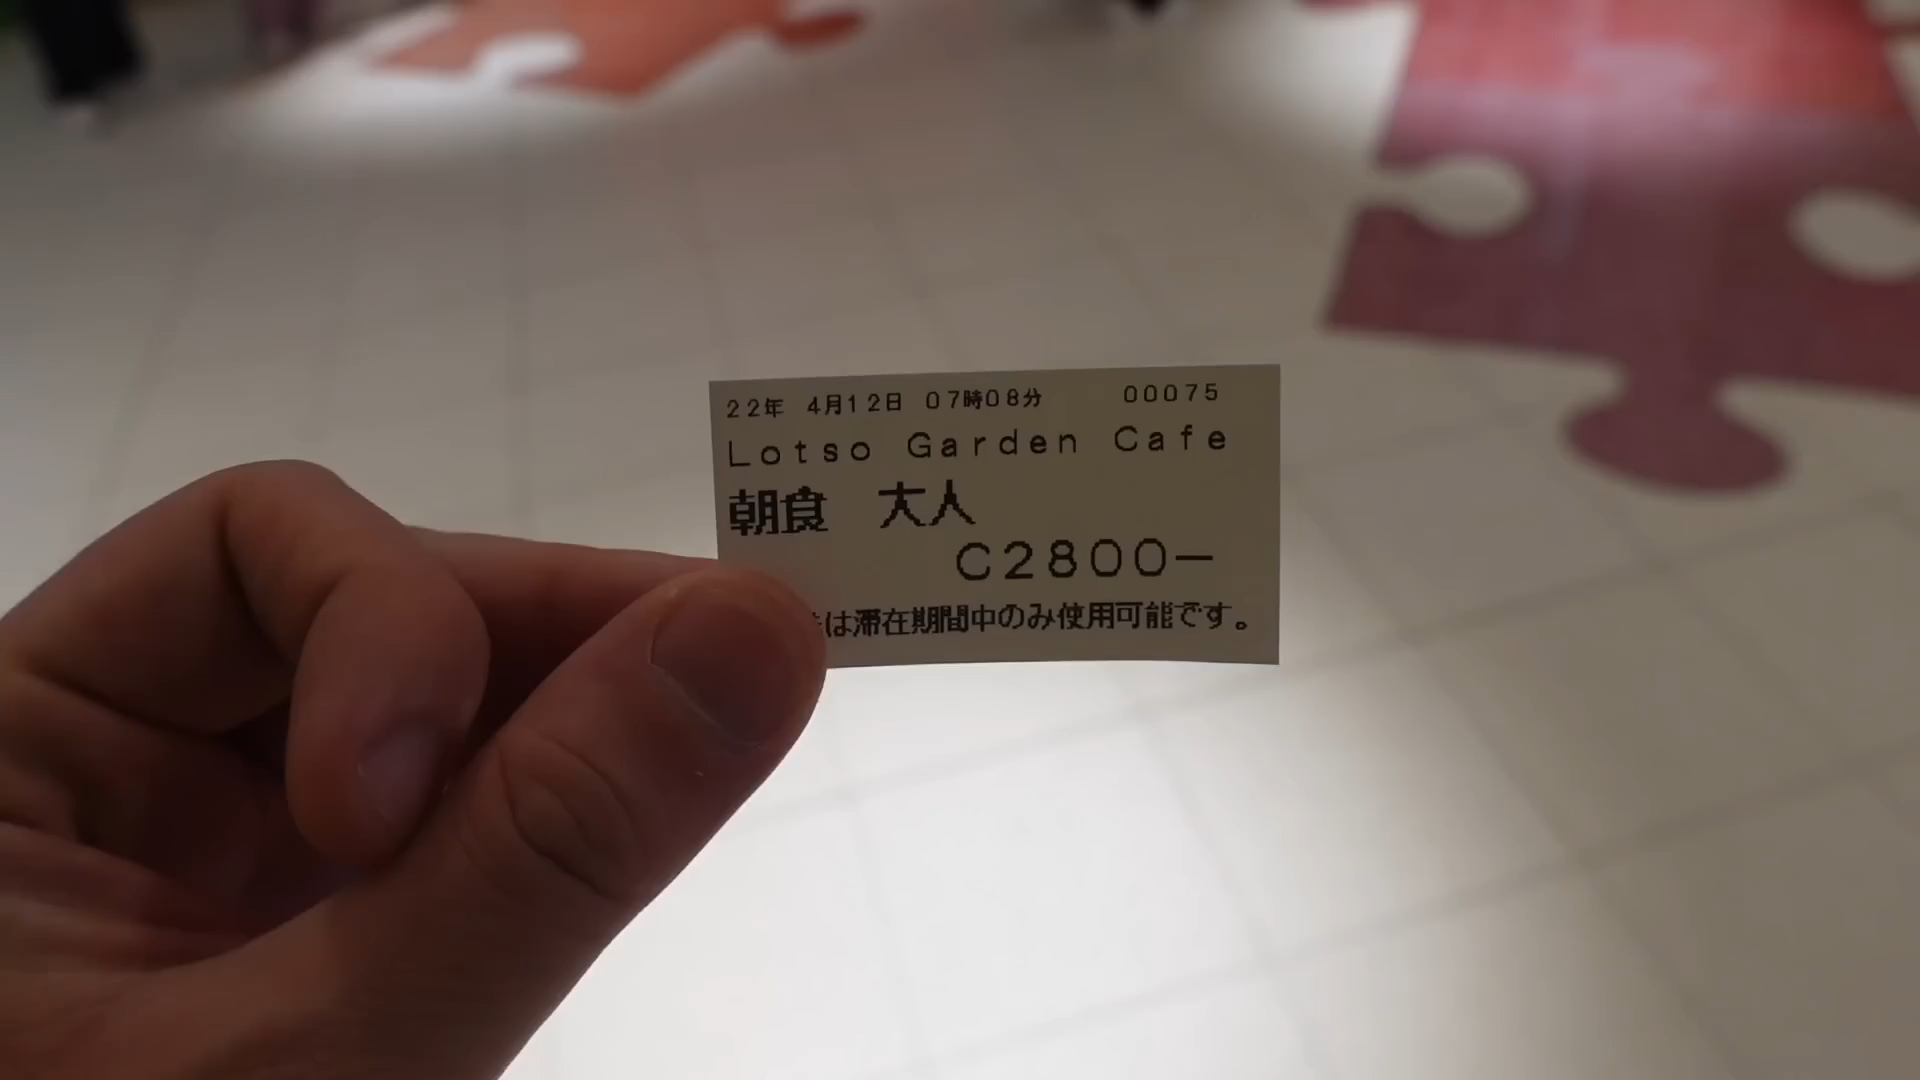 22年 4月12日 07時08分 00075
Lotso Garden Cafe
朝食 大人
C2800−
は滞在期間中のみ使用可能です。